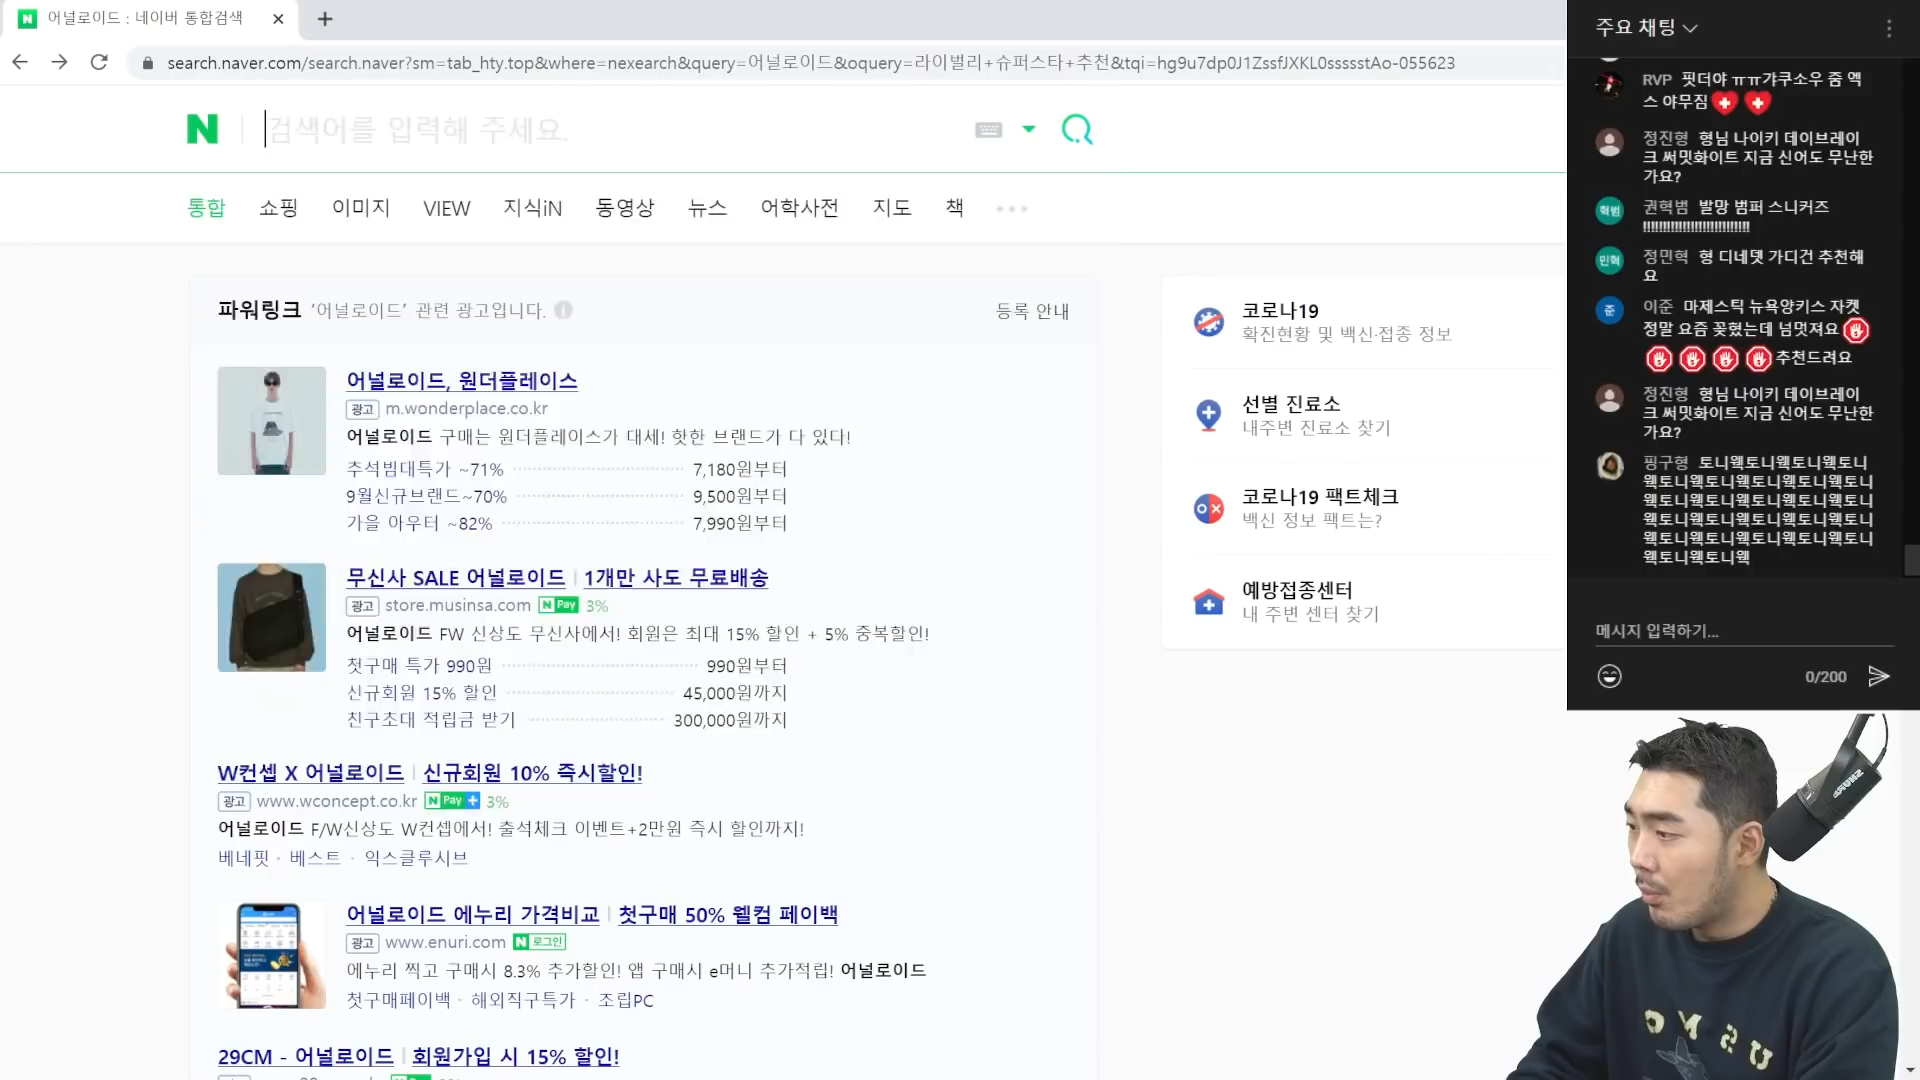 어널로이드 : 네이버 통합검색
search.naver.com/search.naver?sm=tab_hty.top&where=nexearch&query=어널로이드&oquery=라이벌리+슈퍼스타+추천&tqi=hg9u7dp0J1ZssfJXKL0ssssstAo-055623
N
검색어를 입력해 주세요.
통합 쇼핑 이미지 VIEW 지식iN 동영상 뉴스 어학사전 지도 책
파워링크 '어널로이드' 관련 광고입니다. 등록 안내
어널로이드, 원더플레이스
광고 m.wonderplace.co.kr
어널로이드 구매는 원더플레이스가 대세! 핫한 브랜드가 다 있다!
추석빔대특가 ~71% 7,180원부터
9월신규브랜드~70% 9,500원부터
가을 아우터 ~82% 7,990원부터
무신사 SALE 어널로이드 | 1개만 사도 무료배송
광고 store.musinsa.com N Pay 3%
어널로이드 FW 신상도 무신사에서! 회원은 최대 15% 할인 + 5% 중복할인!
첫구매 특가 990원 990원부터
신규회원 15% 할인 45,000원까지
친구초대 적립금 받기 300,000원까지
W컨셉 X 어널로이드 | 신규회원 10% 즉시할인!
광고 www.wconcept.co.kr N Pay + 3%
어널로이드 F/W신상도 W컨셉에서! 출석체크 이벤트+2만원 즉시 할인까지!
베네핏 · 베스트 · 익스클루시브
어널로이드 에누리 가격비교 | 첫구매 50% 웰컴 페이백
광고 www.enuri.com N 로그인
에누리 찍고 구매시 8.3% 추가할인! 앱 구매시 e머니 추가적립! 어널로이드
첫구매페이백 · 해외직구특가 · 조립PC
29CM - 어널로이드 | 회원가입 시 15% 할인!
코로나19
확진현황 및 백신·접종 정보
선별 진료소
내주변 진료소 찾기
코로나19 팩트체크
백신 정보 팩트는?
예방접종센터
내 주변 센터 찾기
주요 채팅
RVP 핏더야 ㅠㅠ갸쿠소우 줌 엑
스 야무짐
정진형 형님 나이키 데이브레이
크 써밋화이트 지금 신어도 무난한
가요?
혁범
권혁범 발망 범퍼 스니커즈
!!!!!!!!!!!!!!!!!!!!!!!!!!!
민혁
정민혁 형 디네뎃 가디건 추천해
요
준
이준 마제스틱 뉴욕양키스 자켓
정말 요즘 꽂혔는데 넘멋져요
추천드려요
정진형 형님 나이키 데이브레이
크 써밋화이트 지금 신어도 무난한
가요?
핑구형 토니웩토니웩토니웩토니
웩토니웩토니웩토니웩토니웩토니
웩토니웩토니웩토니웩토니웩토니
웩토니웩토니웩토니웩토니웩토니
웩토니웩토니웩토니웩토니웩토니
웩토니웩토니웩
메시지 입력하기...
0/200
SHURE